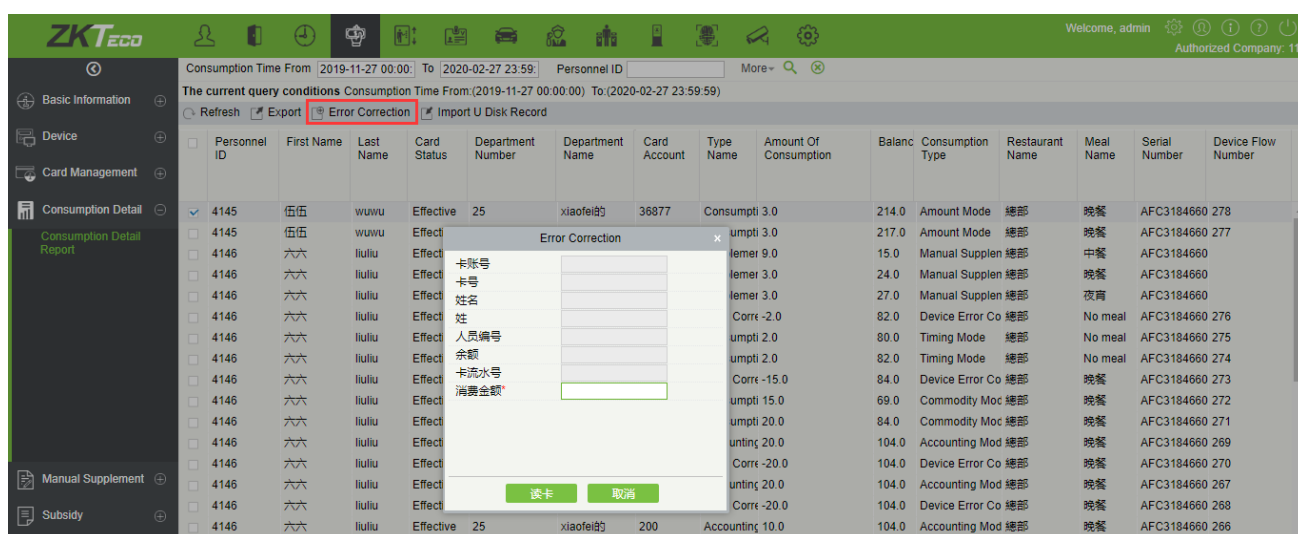 ZKTeco
Welcome, admin
Authorized Company: 11
Consumption Time From 2019-11-27 00:00: To 2020-02-27 23:59: Personnel ID More
The current query conditions Consumption Time From:(2019-11-27 00:00:00) To:(2020-02-27 23:59:59)
Refresh Export Error Correction Import U Disk Record
Basic Information
Device
Card Management
Consumption Detail
Consumption Detail
Report
Manual Supplement
Subsidy
Personnel ID First Name Last Name Card Status Department Number Department Name Card Account Type Name Amount Of Consumption Balanc Consumption Type Restaurant Name Meal Name Serial Number Device Flow Number
4145 伍伍 wuwu Effective 25 xiaofei的 36877 Consumpti 3.0 214.0 Amount Mode 總部 晚餐 AFC3184660 278
4145 伍伍 wuwu Effecti umpti 3.0 217.0 Amount Mode 總部 晚餐 AFC3184660 277
4146 六六 liuliu Effecti lemer 9.0 15.0 Manual Supplen 總部 中餐 AFC3184660
4146 六六 liuliu Effecti lemer 3.0 24.0 Manual Supplen 總部 晚餐 AFC3184660
4146 六六 liuliu Effecti lemer 3.0 27.0 Manual Supplen 總部 夜宵 AFC3184660
4146 六六 liuliu Effecti Corre -2.0 82.0 Device Error Co 總部 No meal AFC3184660 276
4146 六六 liuliu Effecti umpti 2.0 80.0 Timing Mode 總部 No meal AFC3184660 275
4146 六六 liuliu Effecti umpti 2.0 82.0 Timing Mode 總部 No meal AFC3184660 274
4146 六六 liuliu Effecti Corre -15.0 84.0 Device Error Co 總部 晚餐 AFC3184660 273
4146 六六 liuliu Effecti umpti 15.0 69.0 Commodity Moc 總部 晚餐 AFC3184660 272
4146 六六 liuliu Effecti umpti 20.0 84.0 Commodity Moc 總部 晚餐 AFC3184660 271
4146 六六 liuliu Effecti unting 20.0 104.0 Accounting Mod 總部 晚餐 AFC3184660 269
4146 六六 liuliu Effecti Corre -20.0 104.0 Device Error Co 總部 晚餐 AFC3184660 270
4146 六六 liuliu Effecti unting 20.0 104.0 Accounting Mod 總部 晚餐 AFC3184660 267
4146 六六 liuliu Effecti Corre -20.0 104.0 Device Error Co 總部 晚餐 AFC3184660 268
4146 六六 liuliu Effective 25 xiaofei的 200 Accounting 10.0 104.0 Accounting Mod 總部 晚餐 AFC3184660 266
Error Correction ×
卡账号
卡号
姓名
姓
人员编号
余额
卡流水号
消费金额*
读卡 取消